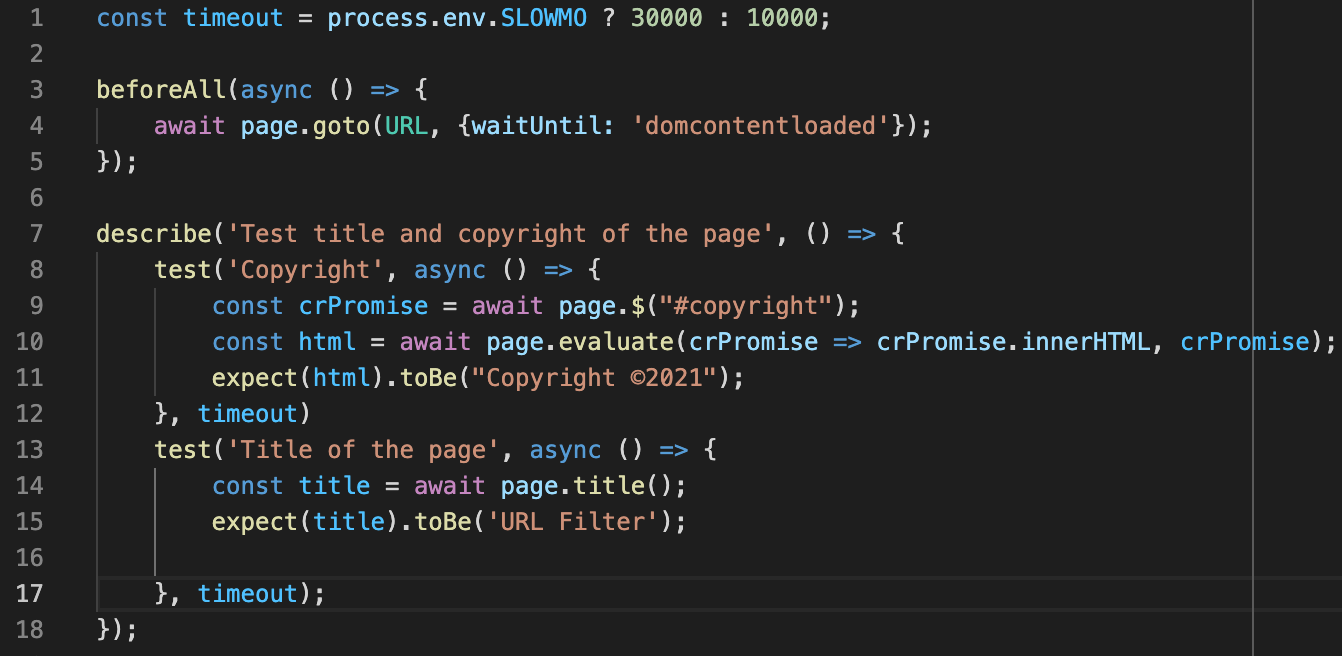 1 const timeout = process.env.SLOWMO ? 30000 : 10000;
2
3 beforeAll(async () => {
4     await page.goto(URL, {waitUntil: 'domcontentloaded'});
5 });
6
7 describe('Test title and copyright of the page', () => {
8     test('Copyright', async () => {
9         const crPromise = await page.$("#copyright");
10         const html = await page.evaluate(crPromise => crPromise.innerHTML, crPromise);
11         expect(html).toBe("Copyright ©2021");
12     }, timeout)
13     test('Title of the page', async () => {
14         const title = await page.title();
15         expect(title).toBe('URL Filter');
16
17     }, timeout);
18 });